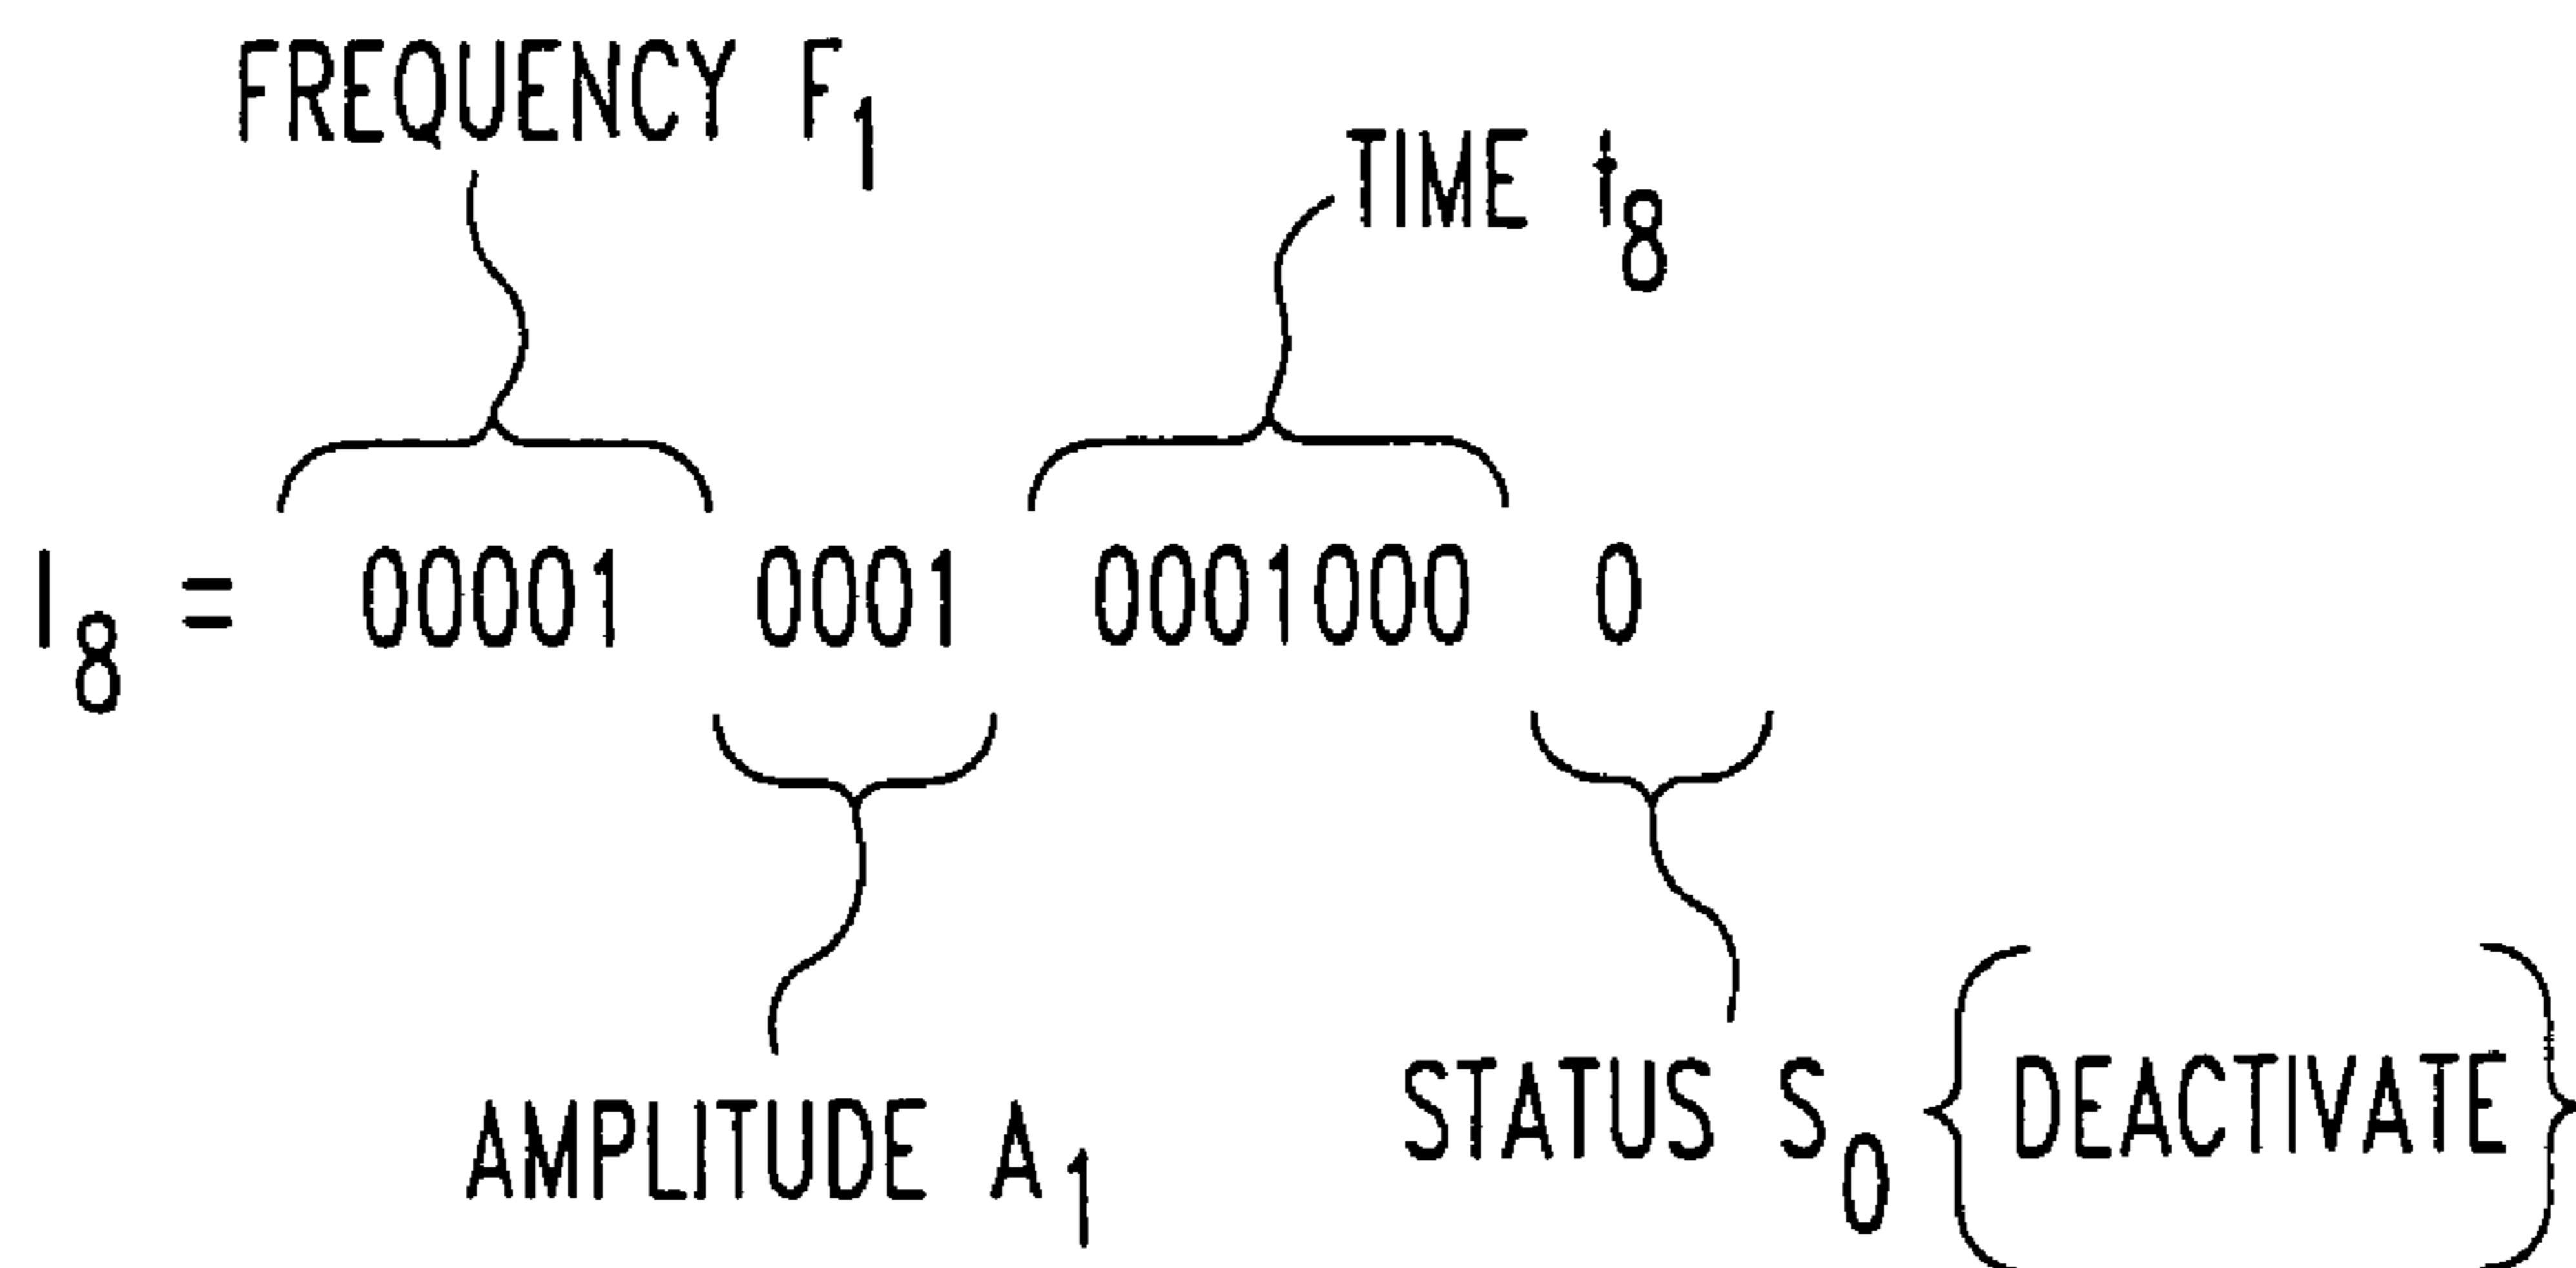 FREQUENCY F1
TIME t8
I8 = 00001 0001 0001000 0
AMPLITUDE A1
STATUS S0 {DEACTIVATE}